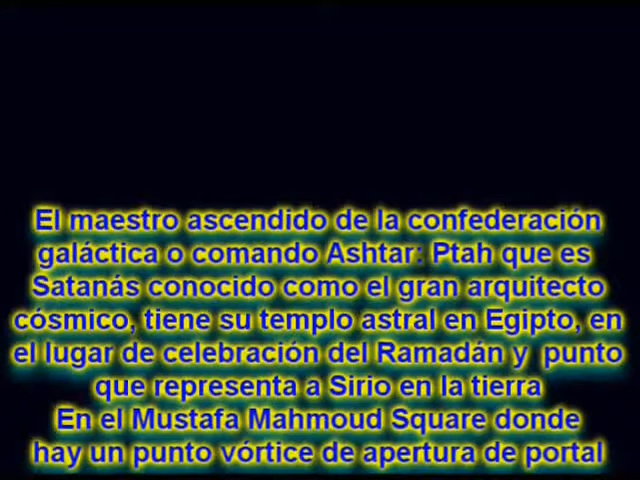 El maestro ascendido de la confederación
galáctica o comando Ashtar: Ptah que es
Satanás conocido como el gran arquitecto
cósmico, tiene su templo astral en Egipto, en
el lugar de celebración del Ramadán y punto
que representa a Sirio en la tierra
En el Mustafa Mahmoud Square donde
hay un punto vórtice de apertura de portal